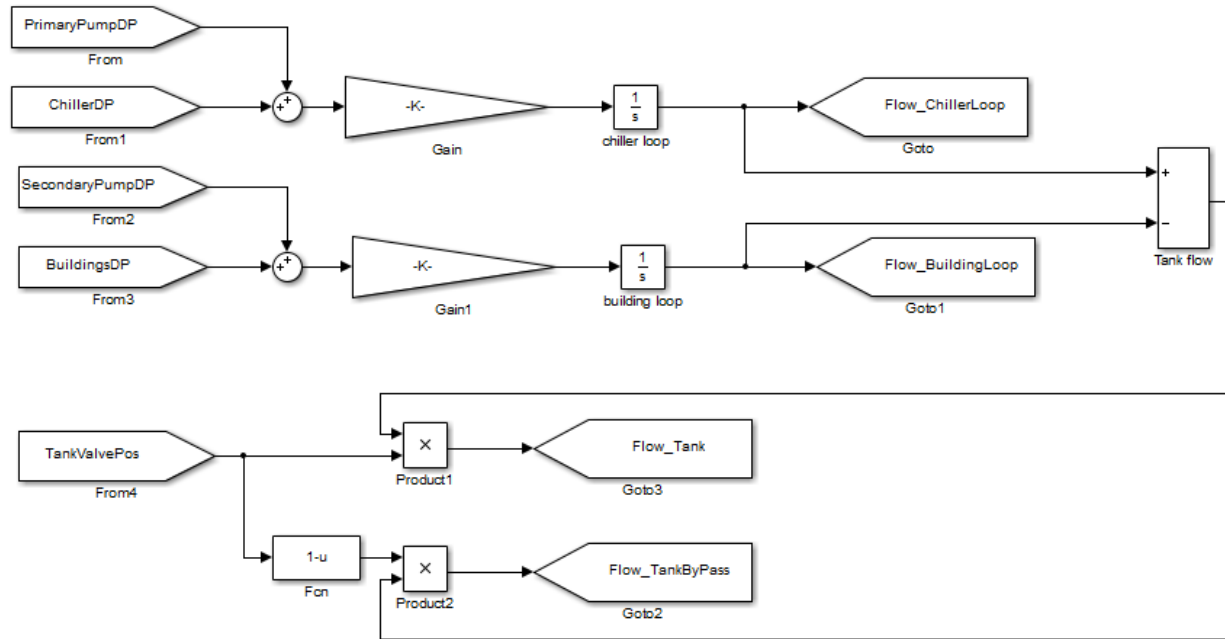 PrimaryPumpDP
From
ChillerDP
From1
+
+
-K-
Gain
1
s
chiller loop
Flow_ChillerLoop
Goto
SecondaryPumpDP
From2
BuildingsDP
From3
+
+
-K-
Gain1
1
s
building loop
Flow_BuildingLoop
Goto1
+
−
Tank flow
TankValvePos
From4
×
Product1
Flow_Tank
Goto3
1-u
Fcn
×
Product2
Flow_TankByPass
Goto2